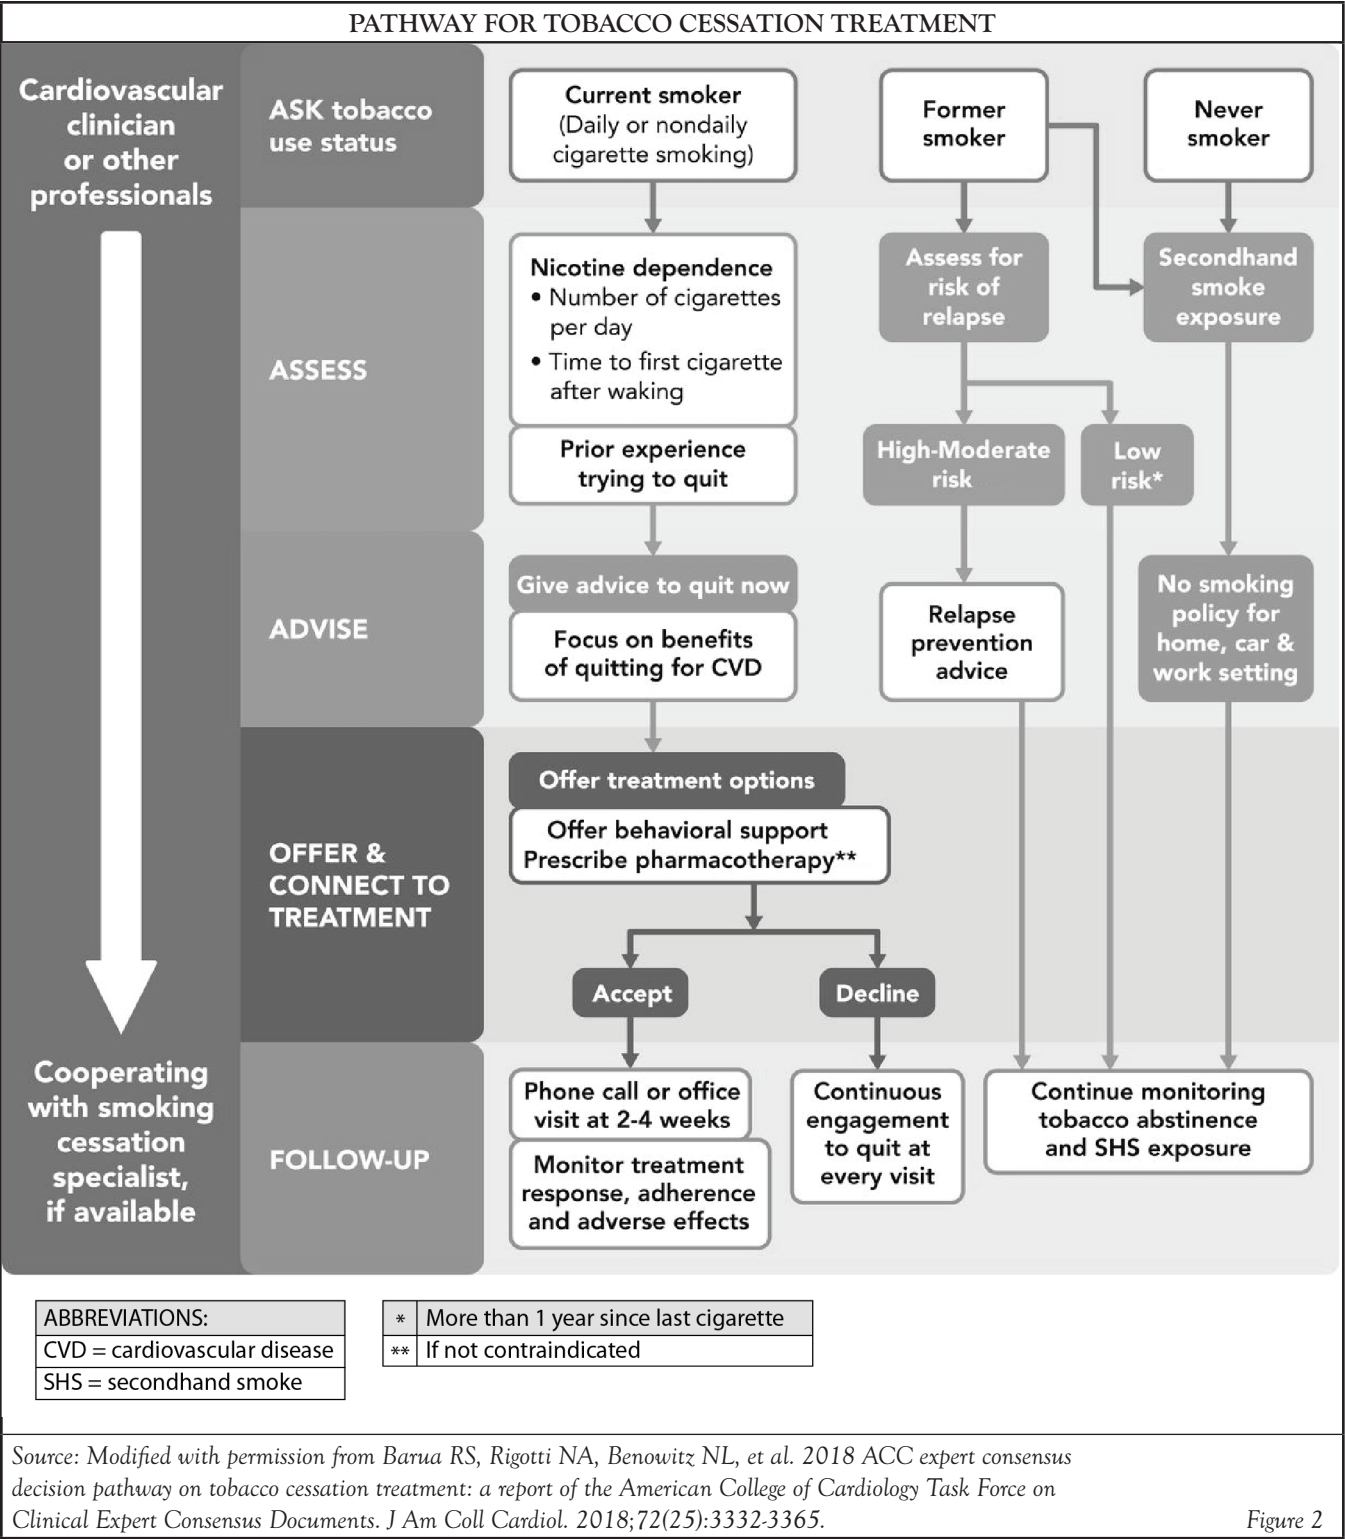 PATHWAY FOR TOBACCO CESSATION TREATMENT
Cardiovascular
clinician
or other
professionals
Cooperating
with smoking
cessation
specialist,
if available
ASK tobacco
use status
Current smoker
(Daily or nondaily
cigarette smoking)
Former
smoker
Never
smoker
ASSESS
Nicotine dependence
• Number of cigarettes
per day
• Time to first cigarette
after waking
Prior experience
trying to quit
Assess for
risk of
relapse
Secondhand
smoke
exposure
High-Moderate
risk
Low
risk*
ADVISE
Give advice to quit now
Focus on benefits
of quitting for CVD
Relapse
prevention
advice
No smoking
policy for
home, car &
work setting
OFFER &
CONNECT TO
TREATMENT
Offer treatment options
Offer behavioral support
Prescribe pharmacotherapy**
Accept
Decline
FOLLOW-UP
Phone call or office
visit at 2-4 weeks
Monitor treatment
response, adherence
and adverse effects
Continuous
engagement
to quit at
every visit
Continue monitoring
tobacco abstinence
and SHS exposure
ABBREVIATIONS:
CVD = cardiovascular disease
SHS = secondhand smoke
* More than 1 year since last cigarette
** If not contraindicated
Source: Modified with permission from Barua RS, Rigotti NA, Benowitz NL, et al. 2018 ACC expert consensus
decision pathway on tobacco cessation treatment: a report of the American College of Cardiology Task Force on
Clinical Expert Consensus Documents. J Am Coll Cardiol. 2018;72(25):3332-3365.
Figure 2